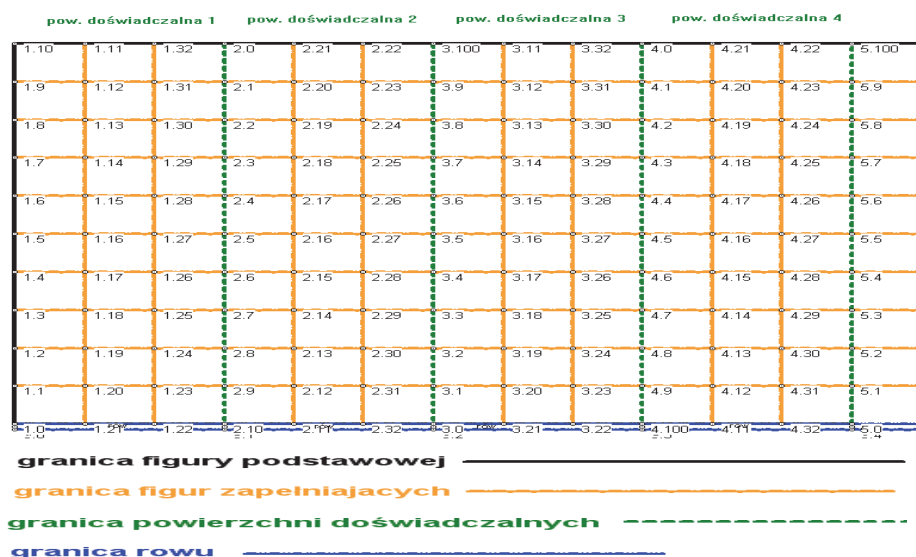 pow. doświadczalna 1 pow. doświadczalna 2 pow. doświadczalna 3 pow. doświadczalna 4
1.10 1.11 1.32 2.0 2.21 2.22 3.100 3.11 3.32 4.0 4.21 4.22 5.100
1.9 1.12 1.31 2.1 2.20 2.23 3.9 3.12 3.31 4.1 4.20 4.23 5.9
1.8 1.13 1.30 2.2 2.19 2.24 3.8 3.13 3.30 4.2 4.19 4.24 5.8
1.7 1.14 1.29 2.3 2.18 2.25 3.7 3.14 3.29 4.3 4.18 4.25 5.7
1.6 1.15 1.28 2.4 2.17 2.26 3.6 3.15 3.28 4.4 4.17 4.26 5.6
1.5 1.16 1.27 2.5 2.16 2.27 3.5 3.16 3.27 4.5 4.16 4.27 5.5
1.4 1.17 1.26 2.6 2.15 2.28 3.4 3.17 3.26 4.6 4.15 4.28 5.4
1.3 1.18 1.25 2.7 2.14 2.29 3.3 3.18 3.25 4.7 4.14 4.29 5.3
1.2 1.19 1.24 2.8 2.13 2.30 3.2 3.19 3.24 4.8 4.13 4.30 5.2
1.1 1.20 1.23 2.9 2.12 2.31 3.1 3.20 3.23 4.9 4.12 4.31 5.1
1.0 1.21 1.22 2.10 2.11 2.32 3.0 3.21 3.22 4.100 4.11 4.32 5.0
granica figury podstawowej
granica figur zapelniajacych
granica powierzchni doświadczalnych
granica rowu